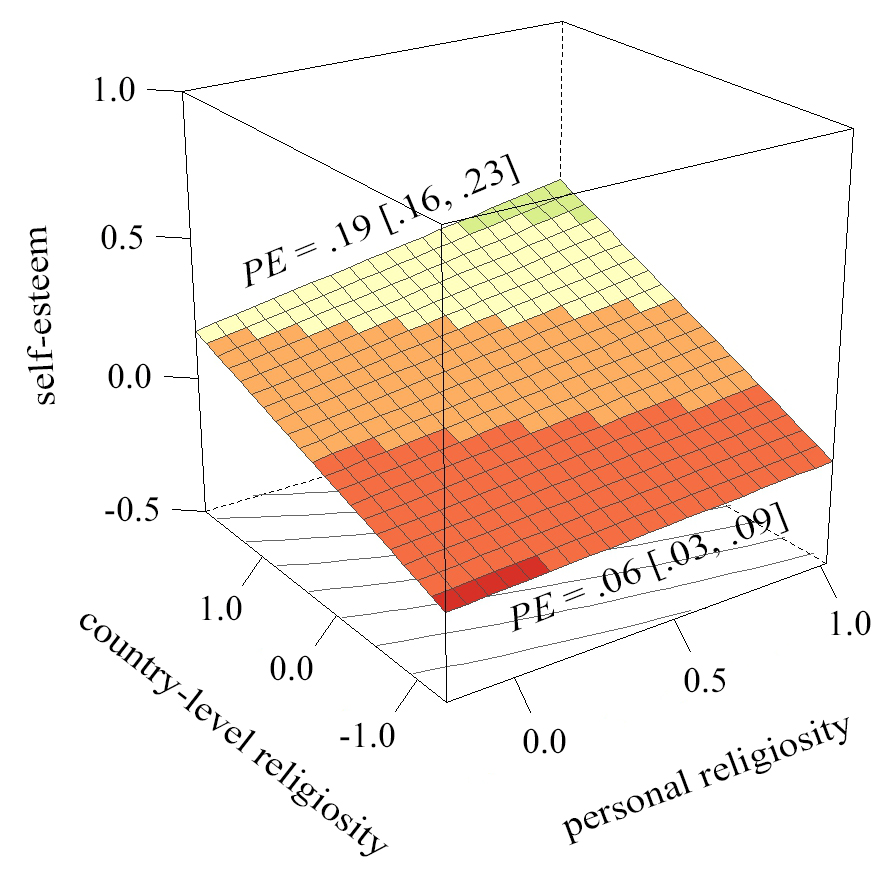 1.0
PE = .19 [.16, .23]
0.5
self-esteem
0.0
-0.5
PE = .06 [.03, .09]
1.0
0.0
-1.0
country-level religiosity
1.0
0.5
0.0
personal religiosity